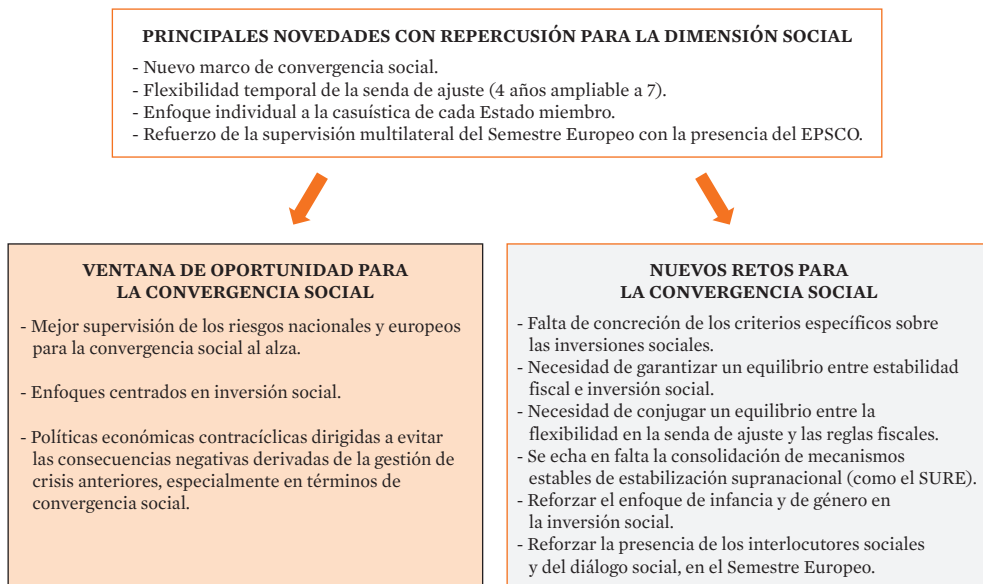 PRINCIPALES NOVEDADES CON REPERCUSIÓN PARA LA DIMENSIÓN SOCIAL
- Nuevo marco de convergencia social.
- Flexibilidad temporal de la senda de ajuste (4 años ampliable a 7).
- Enfoque individual a la casuística de cada Estado miembro.
- Refuerzo de la supervisión multilateral del Semestre Europeo con la presencia del EPSCO.
VENTANA DE OPORTUNIDAD PARA
LA CONVERGENCIA SOCIAL
- Mejor supervisión de los riesgos nacionales y europeos
para la convergencia social al alza.
- Enfoques centrados en inversión social.
- Políticas económicas contracíclicas dirigidas a evitar
las consecuencias negativas derivadas de la gestión de
crisis anteriores, especialmente en términos de
convergencia social.
NUEVOS RETOS PARA
LA CONVERGENCIA SOCIAL
- Falta de concreción de los criterios específicos sobre
las inversiones sociales.
- Necesidad de garantizar un equilibrio entre estabilidad
fiscal e inversión social.
- Necesidad de conjugar un equilibrio entre la
flexibilidad en la senda de ajuste y las reglas fiscales.
- Se echa en falta la consolidación de mecanismos
estables de estabilización supranacional (como el SURE).
- Reforzar el enfoque de infancia y de género en
la inversión social.
- Reforzar la presencia de los interlocutores sociales
y del diálogo social, en el Semestre Europeo.